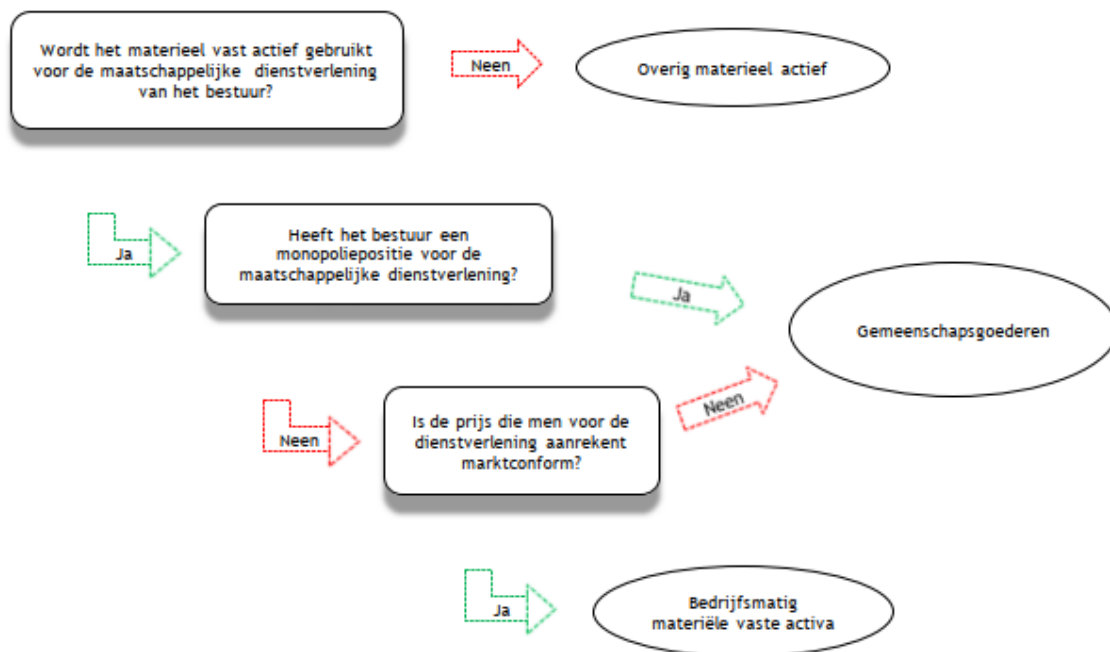 Wordt het materieel vast actief gebruikt
voor de maatschappelijke dienstverlening
van het bestuur?
Neen
Overig materieel actief
Ja
Heeft het bestuur een
monopoliepositie voor de
maatschappelijke dienstverlening?
Ja
Gemeenschapsgoederen
Neen
Is de prijs die men voor de
dienstverlening aanrekent
marktconform?
Neen
Ja
Bedrijfsmatig
materiële vaste activa